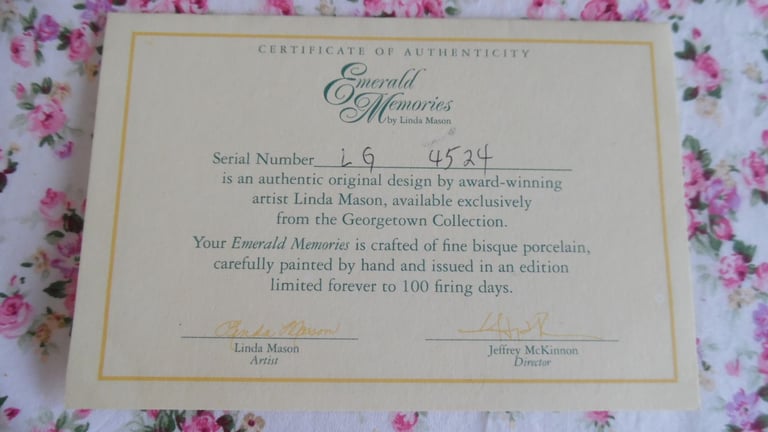 CERTIFICATE OF AUTHENTICITY
Emerald
Memories
by Linda Mason
Serial Number LG 4524
is an authentic original design by award-winning
artist Linda Mason, available exclusively
from the Georgetown Collection.
Your Emerald Memories is crafted of fine bisque porcelain,
carefully painted by hand and issued in an edition
limited forever to 100 firing days.
Linda Mason
Linda Mason
Artist
Jeffrey McKinnon
Director